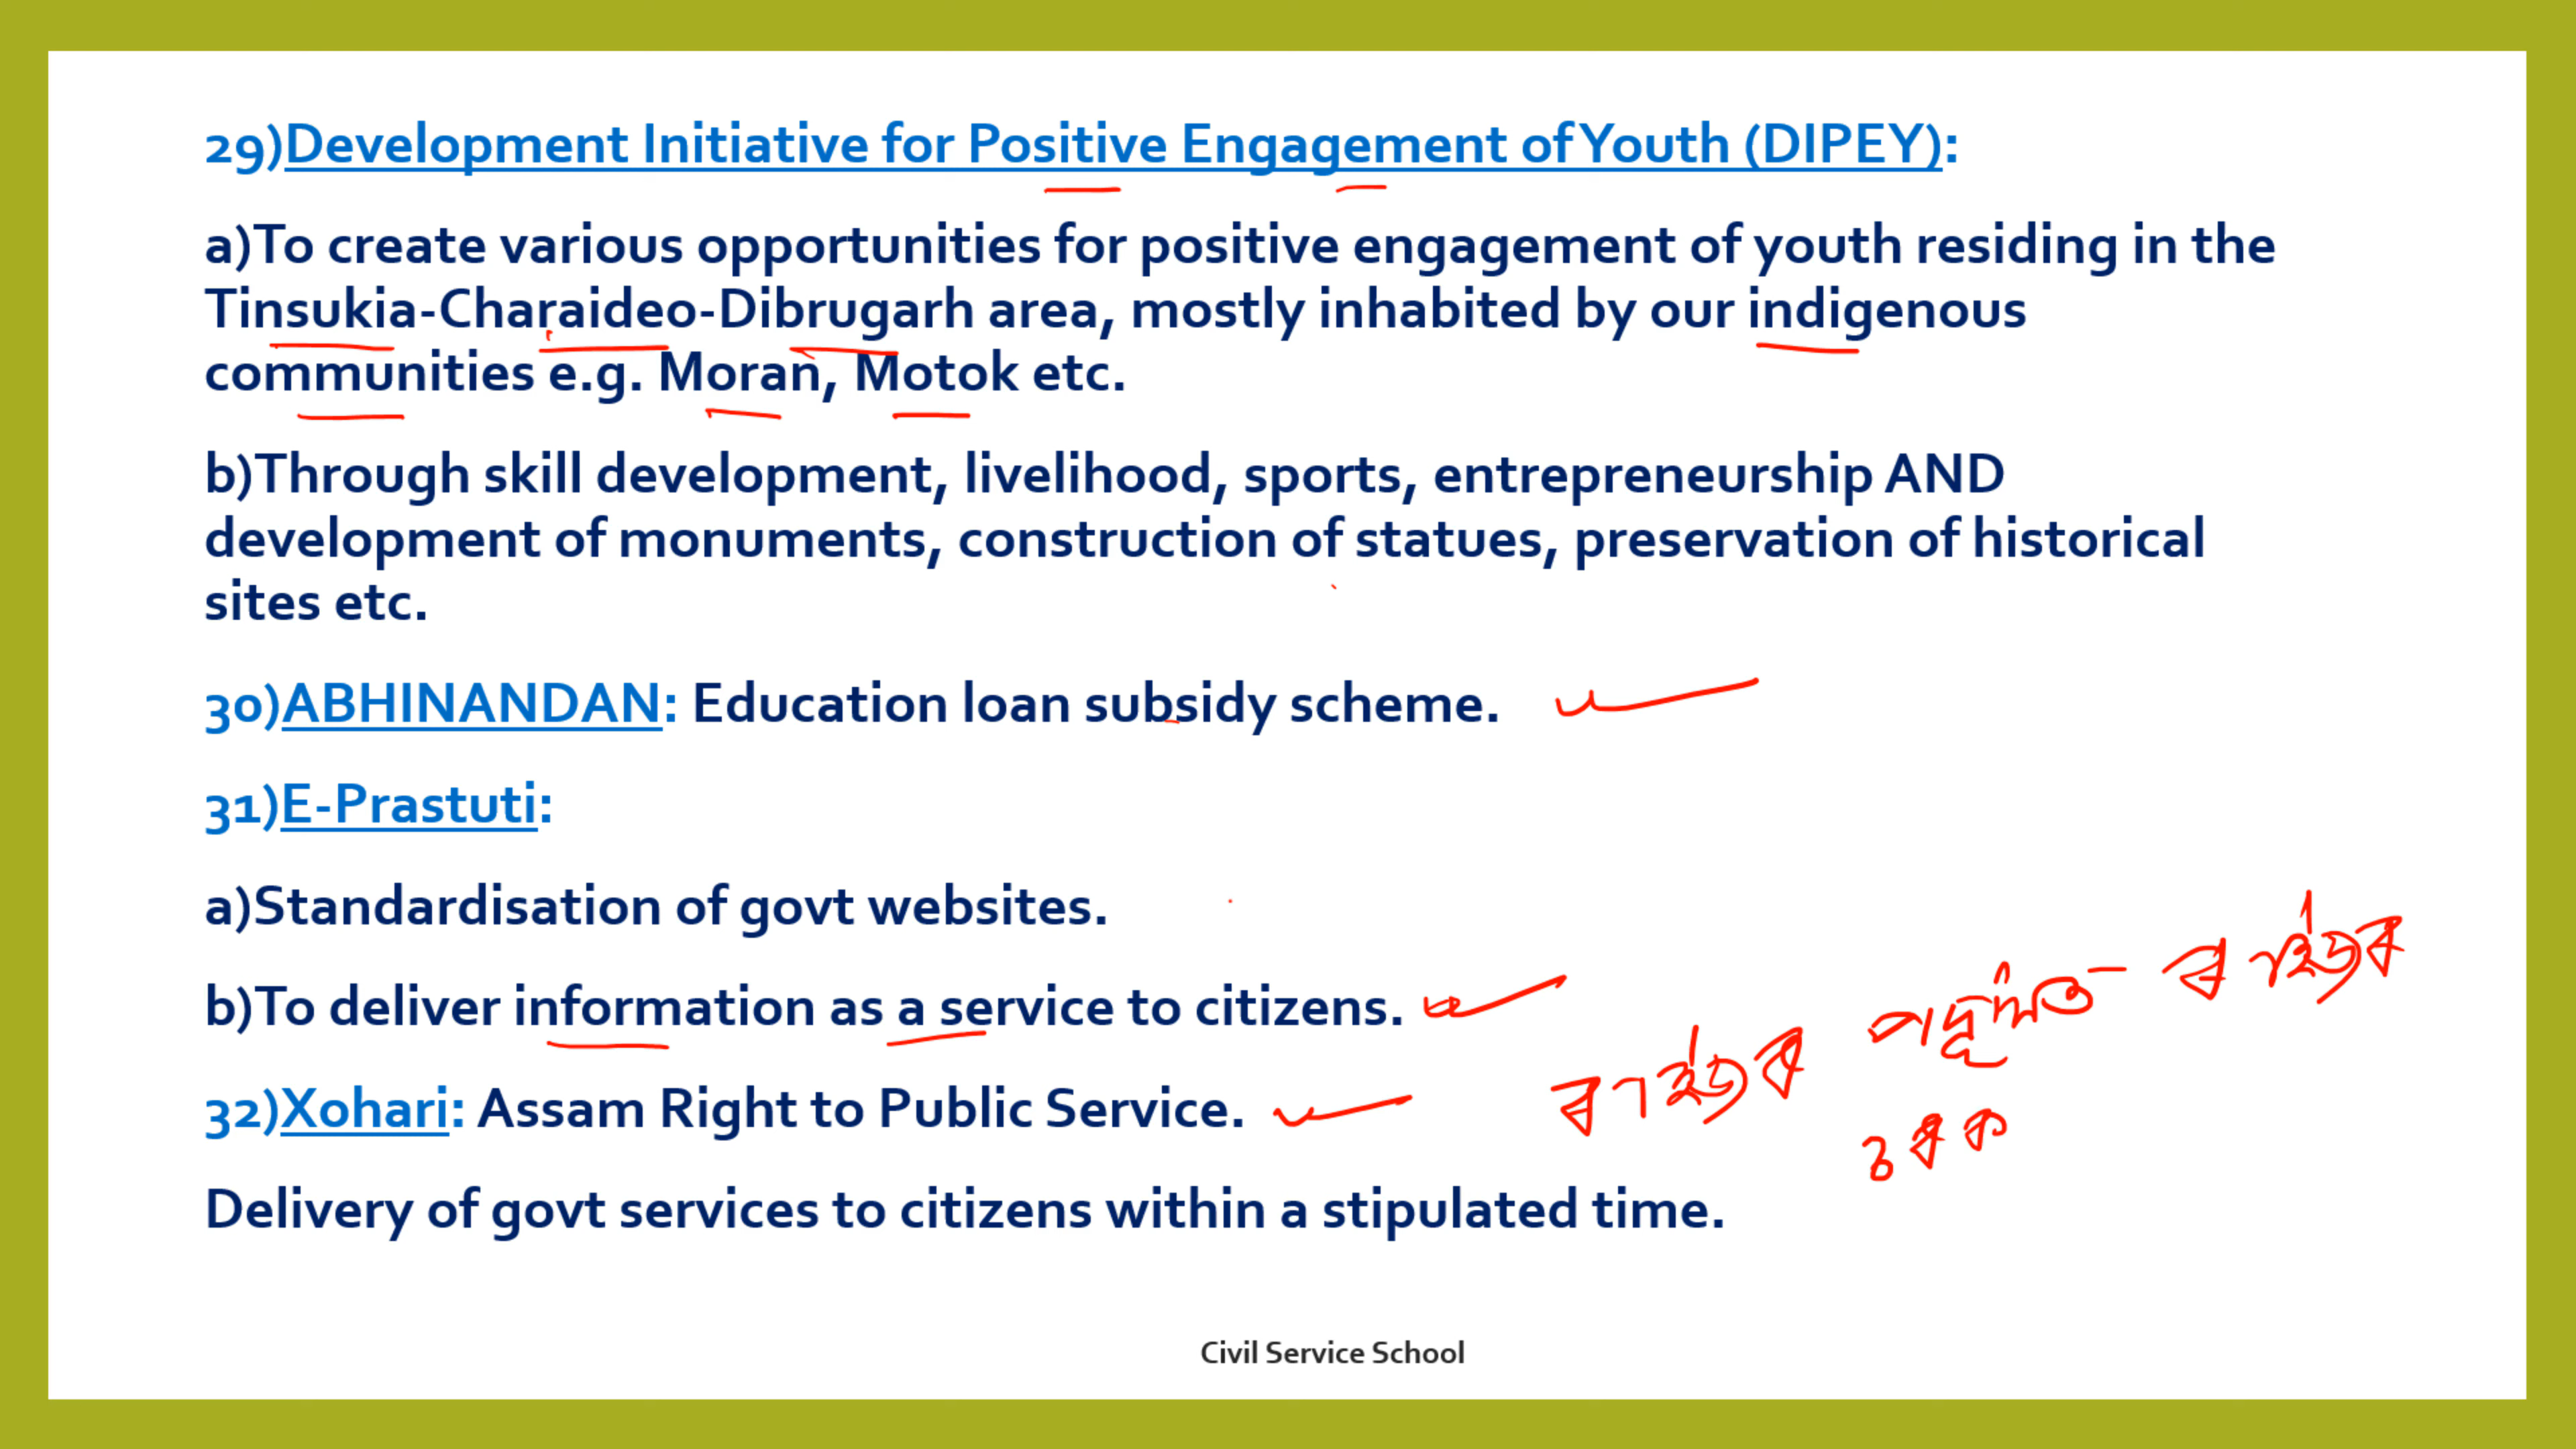 29)Development Initiative for Positive Engagement of Youth (DIPEY):
a)To create various opportunities for positive engagement of youth residing in the
Tinsukia-Charaideo-Dibrugarh area, mostly inhabited by our indigenous
communities e.g. Moran, Motok etc.
b)Through skill development, livelihood, sports, entrepreneurship AND
development of monuments, construction of statues, preservation of historical
sites etc.
30)ABHINANDAN: Education loan subsidy scheme.
31)E-Prastuti:
a)Standardisation of govt websites.
b)To deliver information as a service to citizens.
32)Xohari: Assam Right to Public Service.
Delivery of govt services to citizens within a stipulated time.
Civil Service School